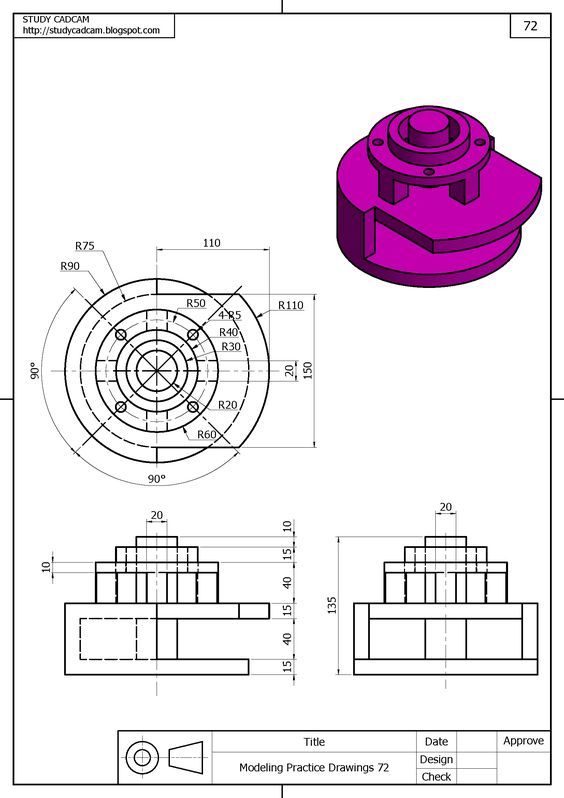 STUDY CADCAM
http://studycadcam.blogspot.com
72
R75
110
R90
R50
R110
4-R5
R40
R30
90°
20
150
R20
R60
90°
20
10
15
10
40
15
40
15
20
135
Title
Date
Approve
Modeling Practice Drawings 72
Design
Check